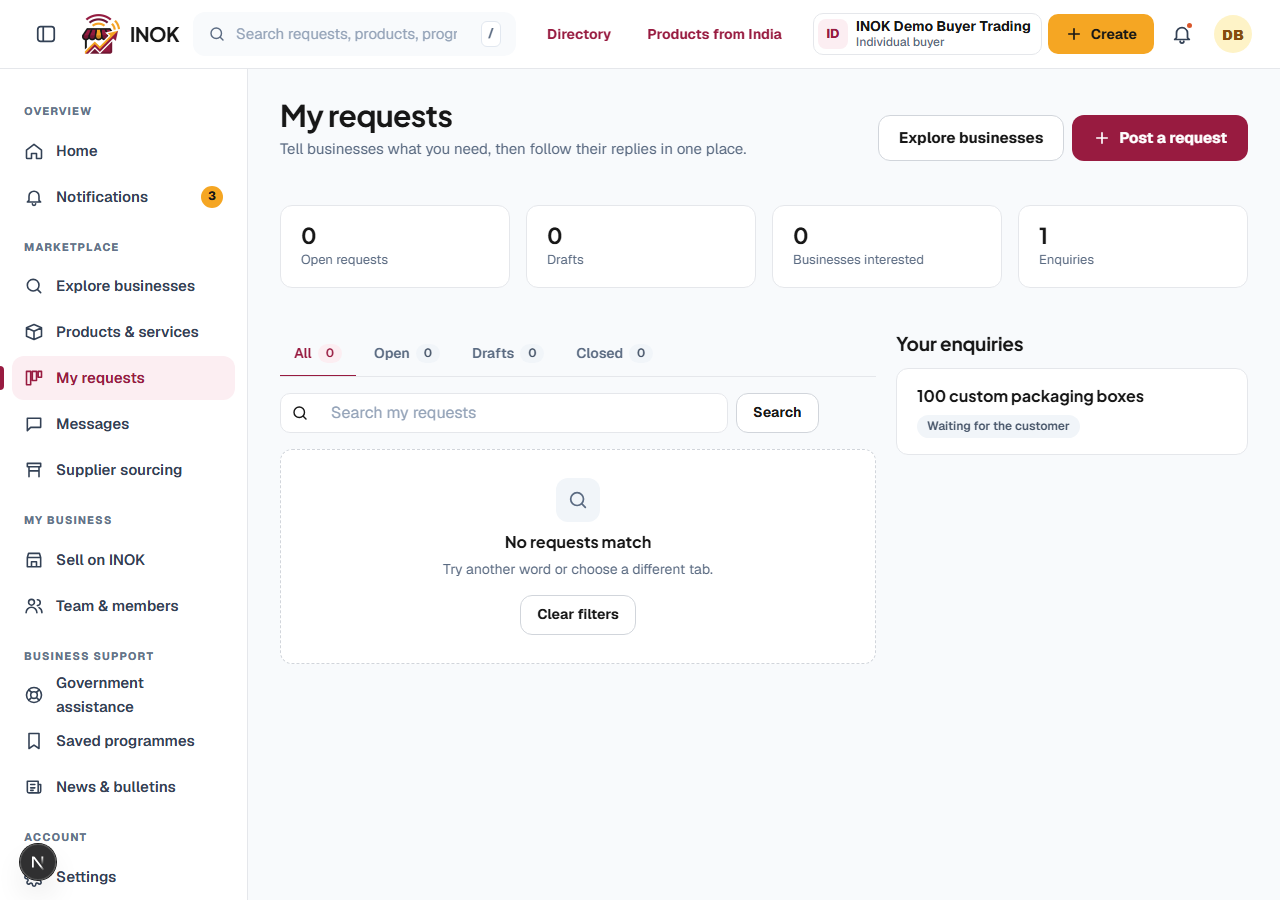 INOK
Search requests, products, progr
/
Directory
Products from India
ID
INOK Demo Buyer Trading
Individual buyer
+ Create
DB
OVERVIEW
Home
Notifications
3
MARKETPLACE
Explore businesses
Products & services
My requests
Messages
Supplier sourcing
MY BUSINESS
Sell on INOK
Team & members
BUSINESS SUPPORT
Government
assistance
Saved programmes
News & bulletins
ACCOUNT
N
Settings
My requests
Tell businesses what you need, then follow their replies in one place.
Explore businesses
+ Post a request
0
Open requests
0
Drafts
0
Businesses interested
1
Enquiries
All 0
Open 0
Drafts 0
Closed 0
Search my requests
Search
No requests match
Try another word or choose a different tab.
Clear filters
Your enquiries
100 custom packaging boxes
Waiting for the customer